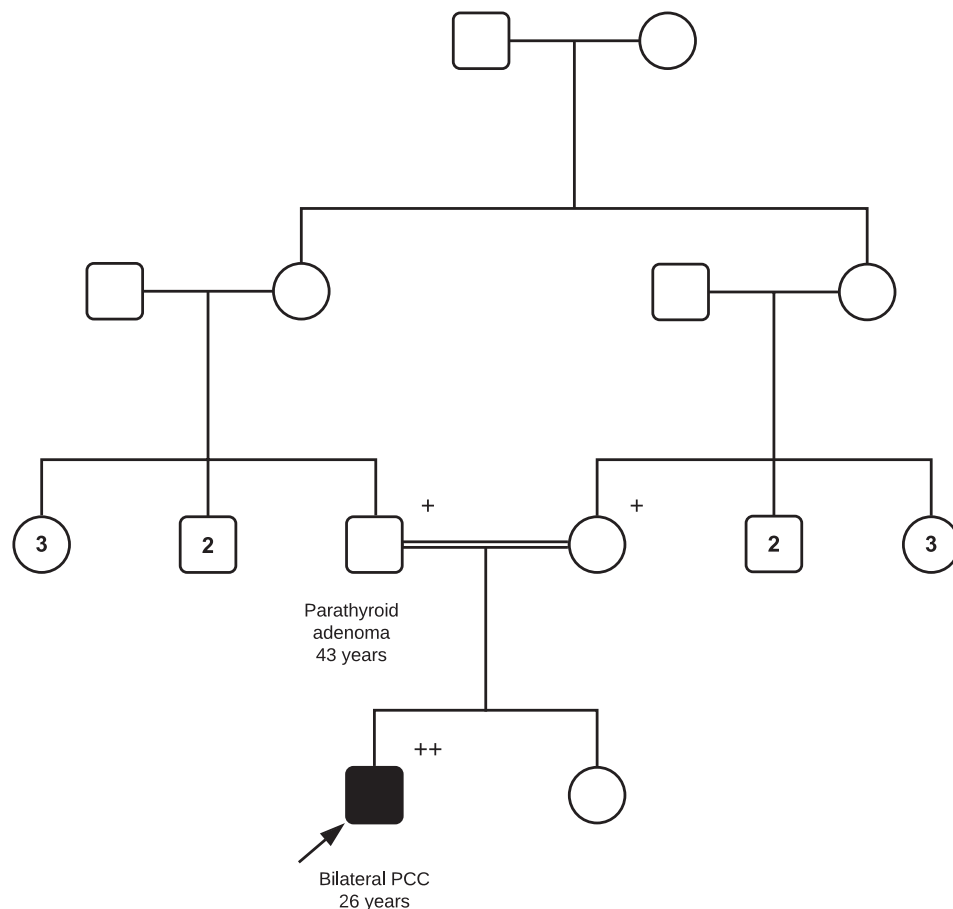 +
+
3
2
2
3
Parathyroid
adenoma
43 years
++
Bilateral PCC
26 years